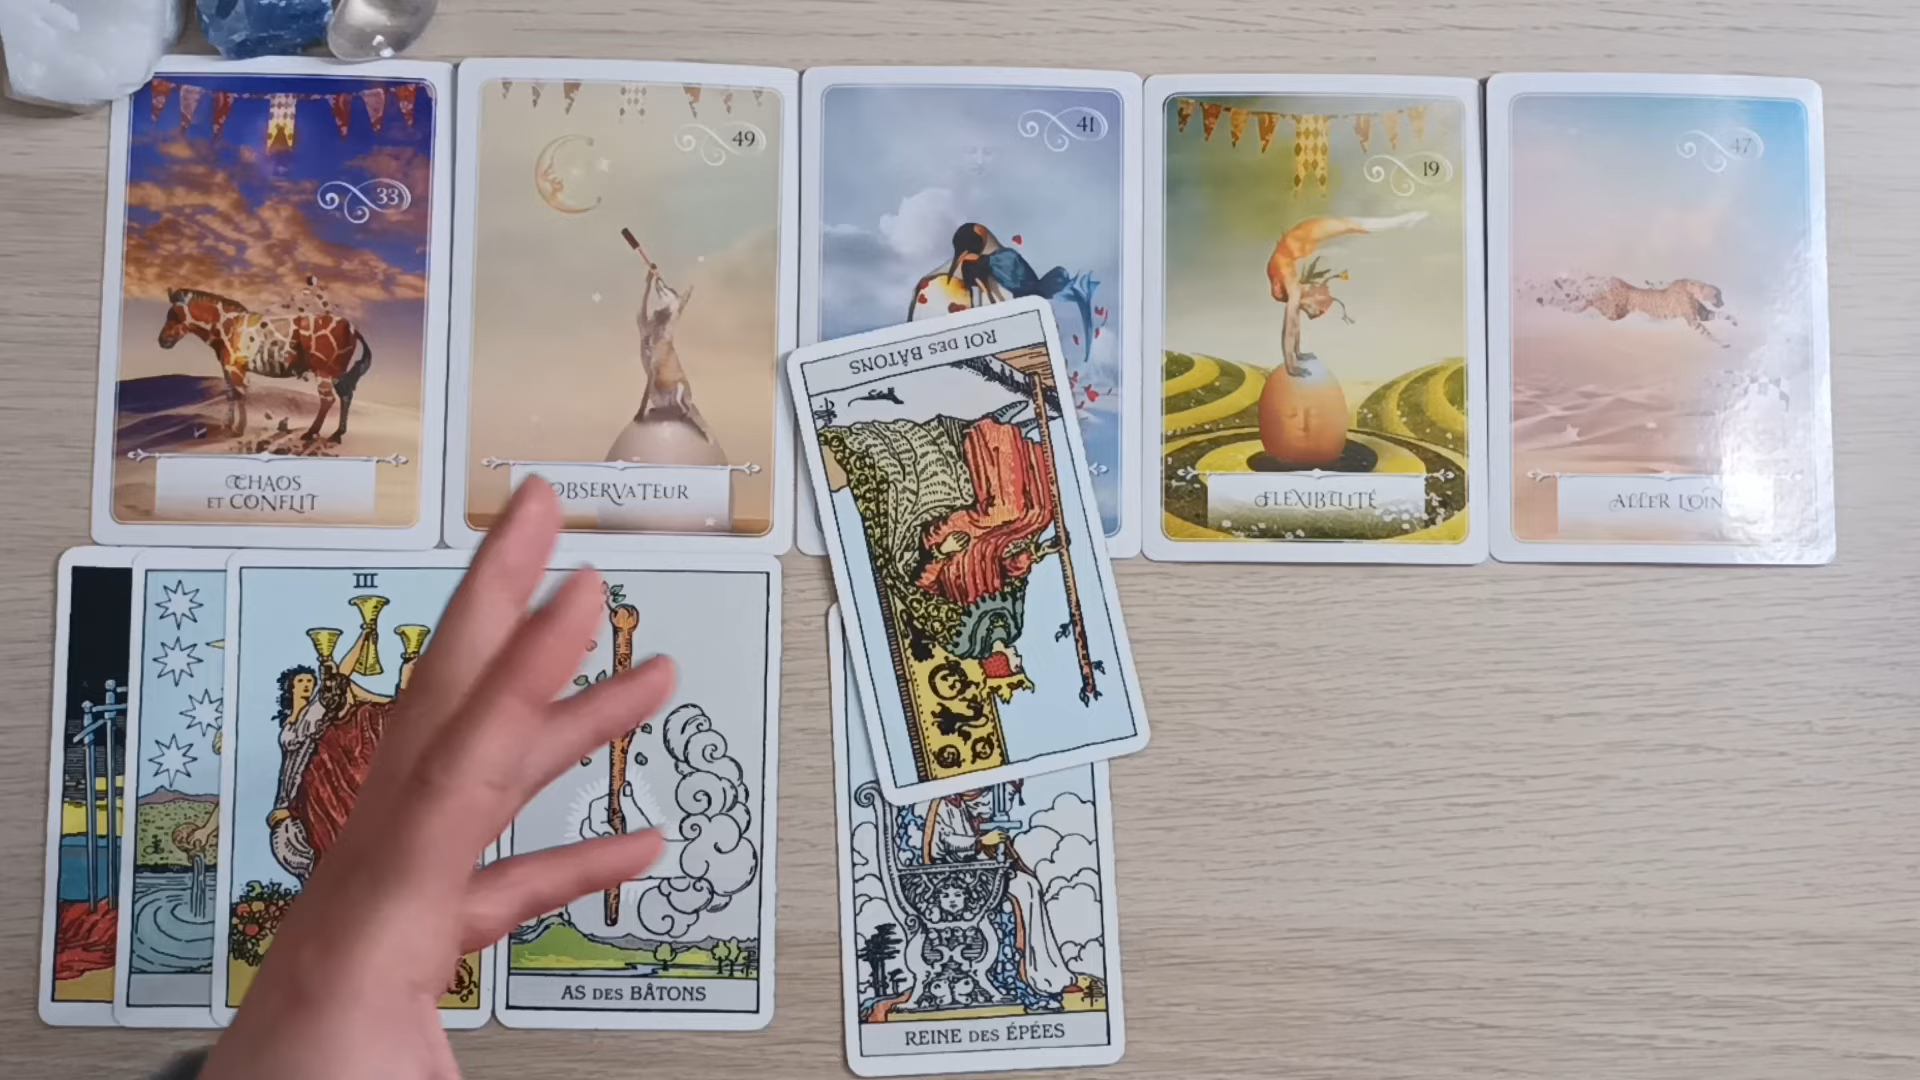 33
49
41
19
47
CHAOS
ET CONFLIT
OBSERVATEUR
FLEXIBILITÉ
ALLER LOIN
ROI DES BÂTONS
III
AS DES BÂTONS
REINE DES ÉPÉES